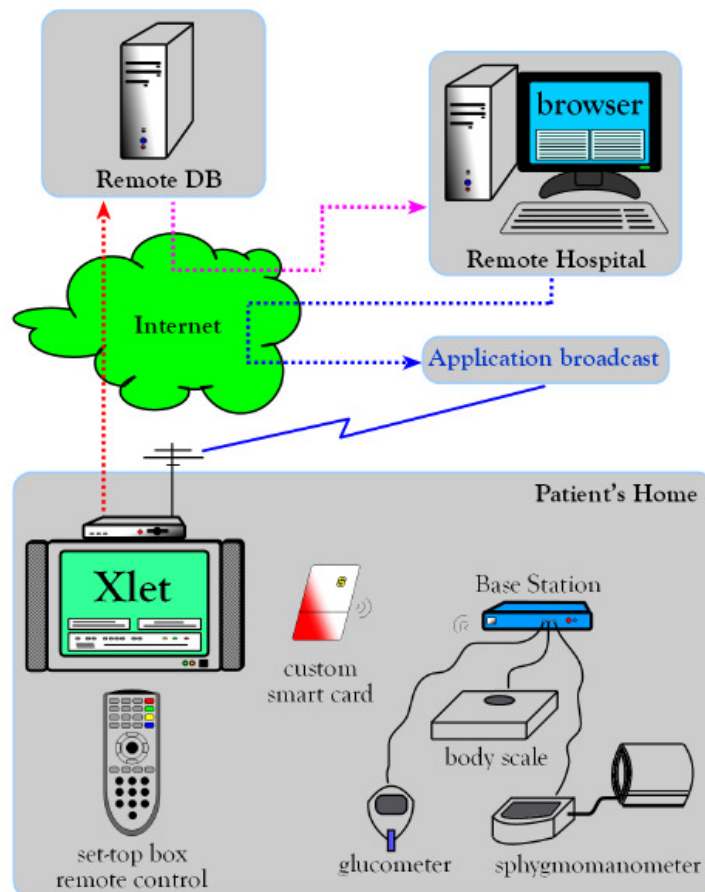 Remote DB
browser
Remote Hospital
Internet
Application broadcast
Patient's Home
Xlet
custom
smart card
Base Station
body scale
set-top box
remote control
glucometer
sphygmomanometer